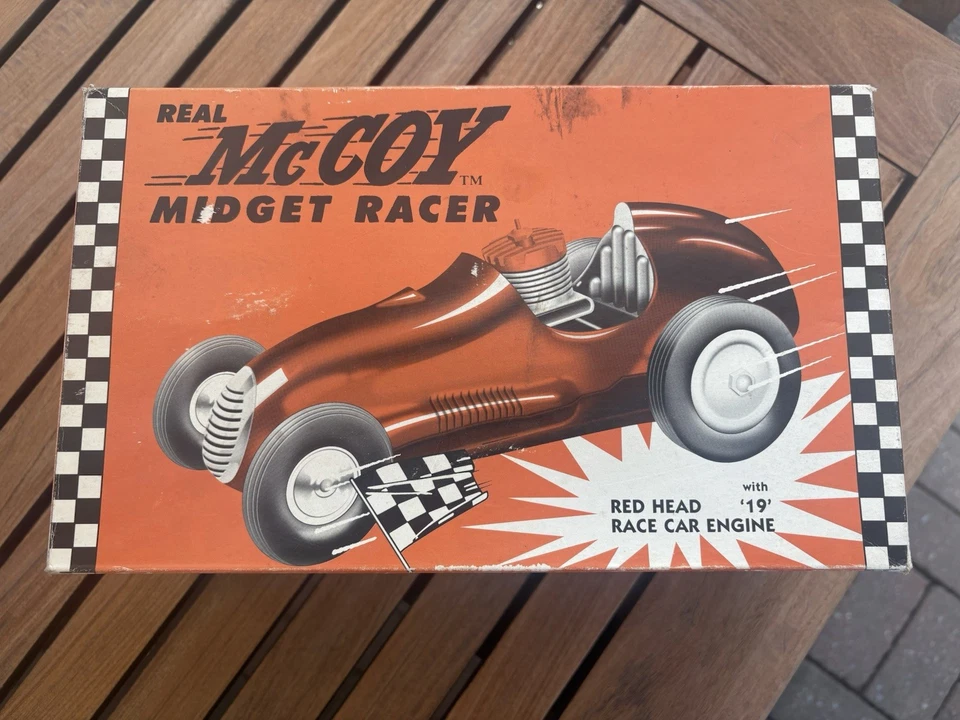 REAL
McCOY™
MIDGET RACER
with
RED HEAD ‘19’
RACE CAR ENGINE